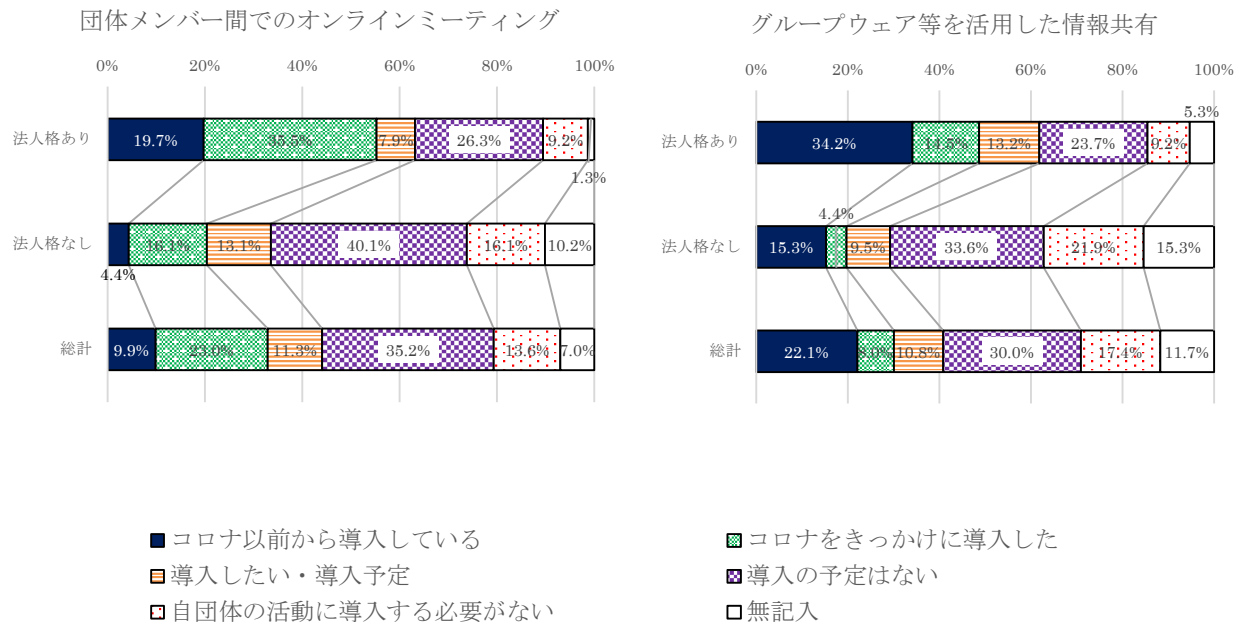 団体メンバー間でのオンラインミーティング
0% 20% 40% 60% 80% 100%
法人格あり 19.7% 35.5% 7.9% 26.3% 9.2%
1.3%
法人格なし 16.1% 13.1% 40.1% 16.1% 10.2%
4.4%
総計 9.9% 23.0% 11.3% 35.2% 13.6% 7.0%
グループウェア等を活用した情報共有
0% 20% 40% 60% 80% 100%
5.3%
法人格あり 34.2% 14.5% 13.2% 23.7% 9.2%
4.4%
法人格なし 15.3% 9.5% 33.6% 21.9% 15.3%
総計 22.1% 8.0% 10.8% 30.0% 17.4% 11.7%
コロナ以前から導入している
コロナをきっかけに導入した
導入したい・導入予定
導入の予定はない
自団体の活動に導入する必要がない
無記入